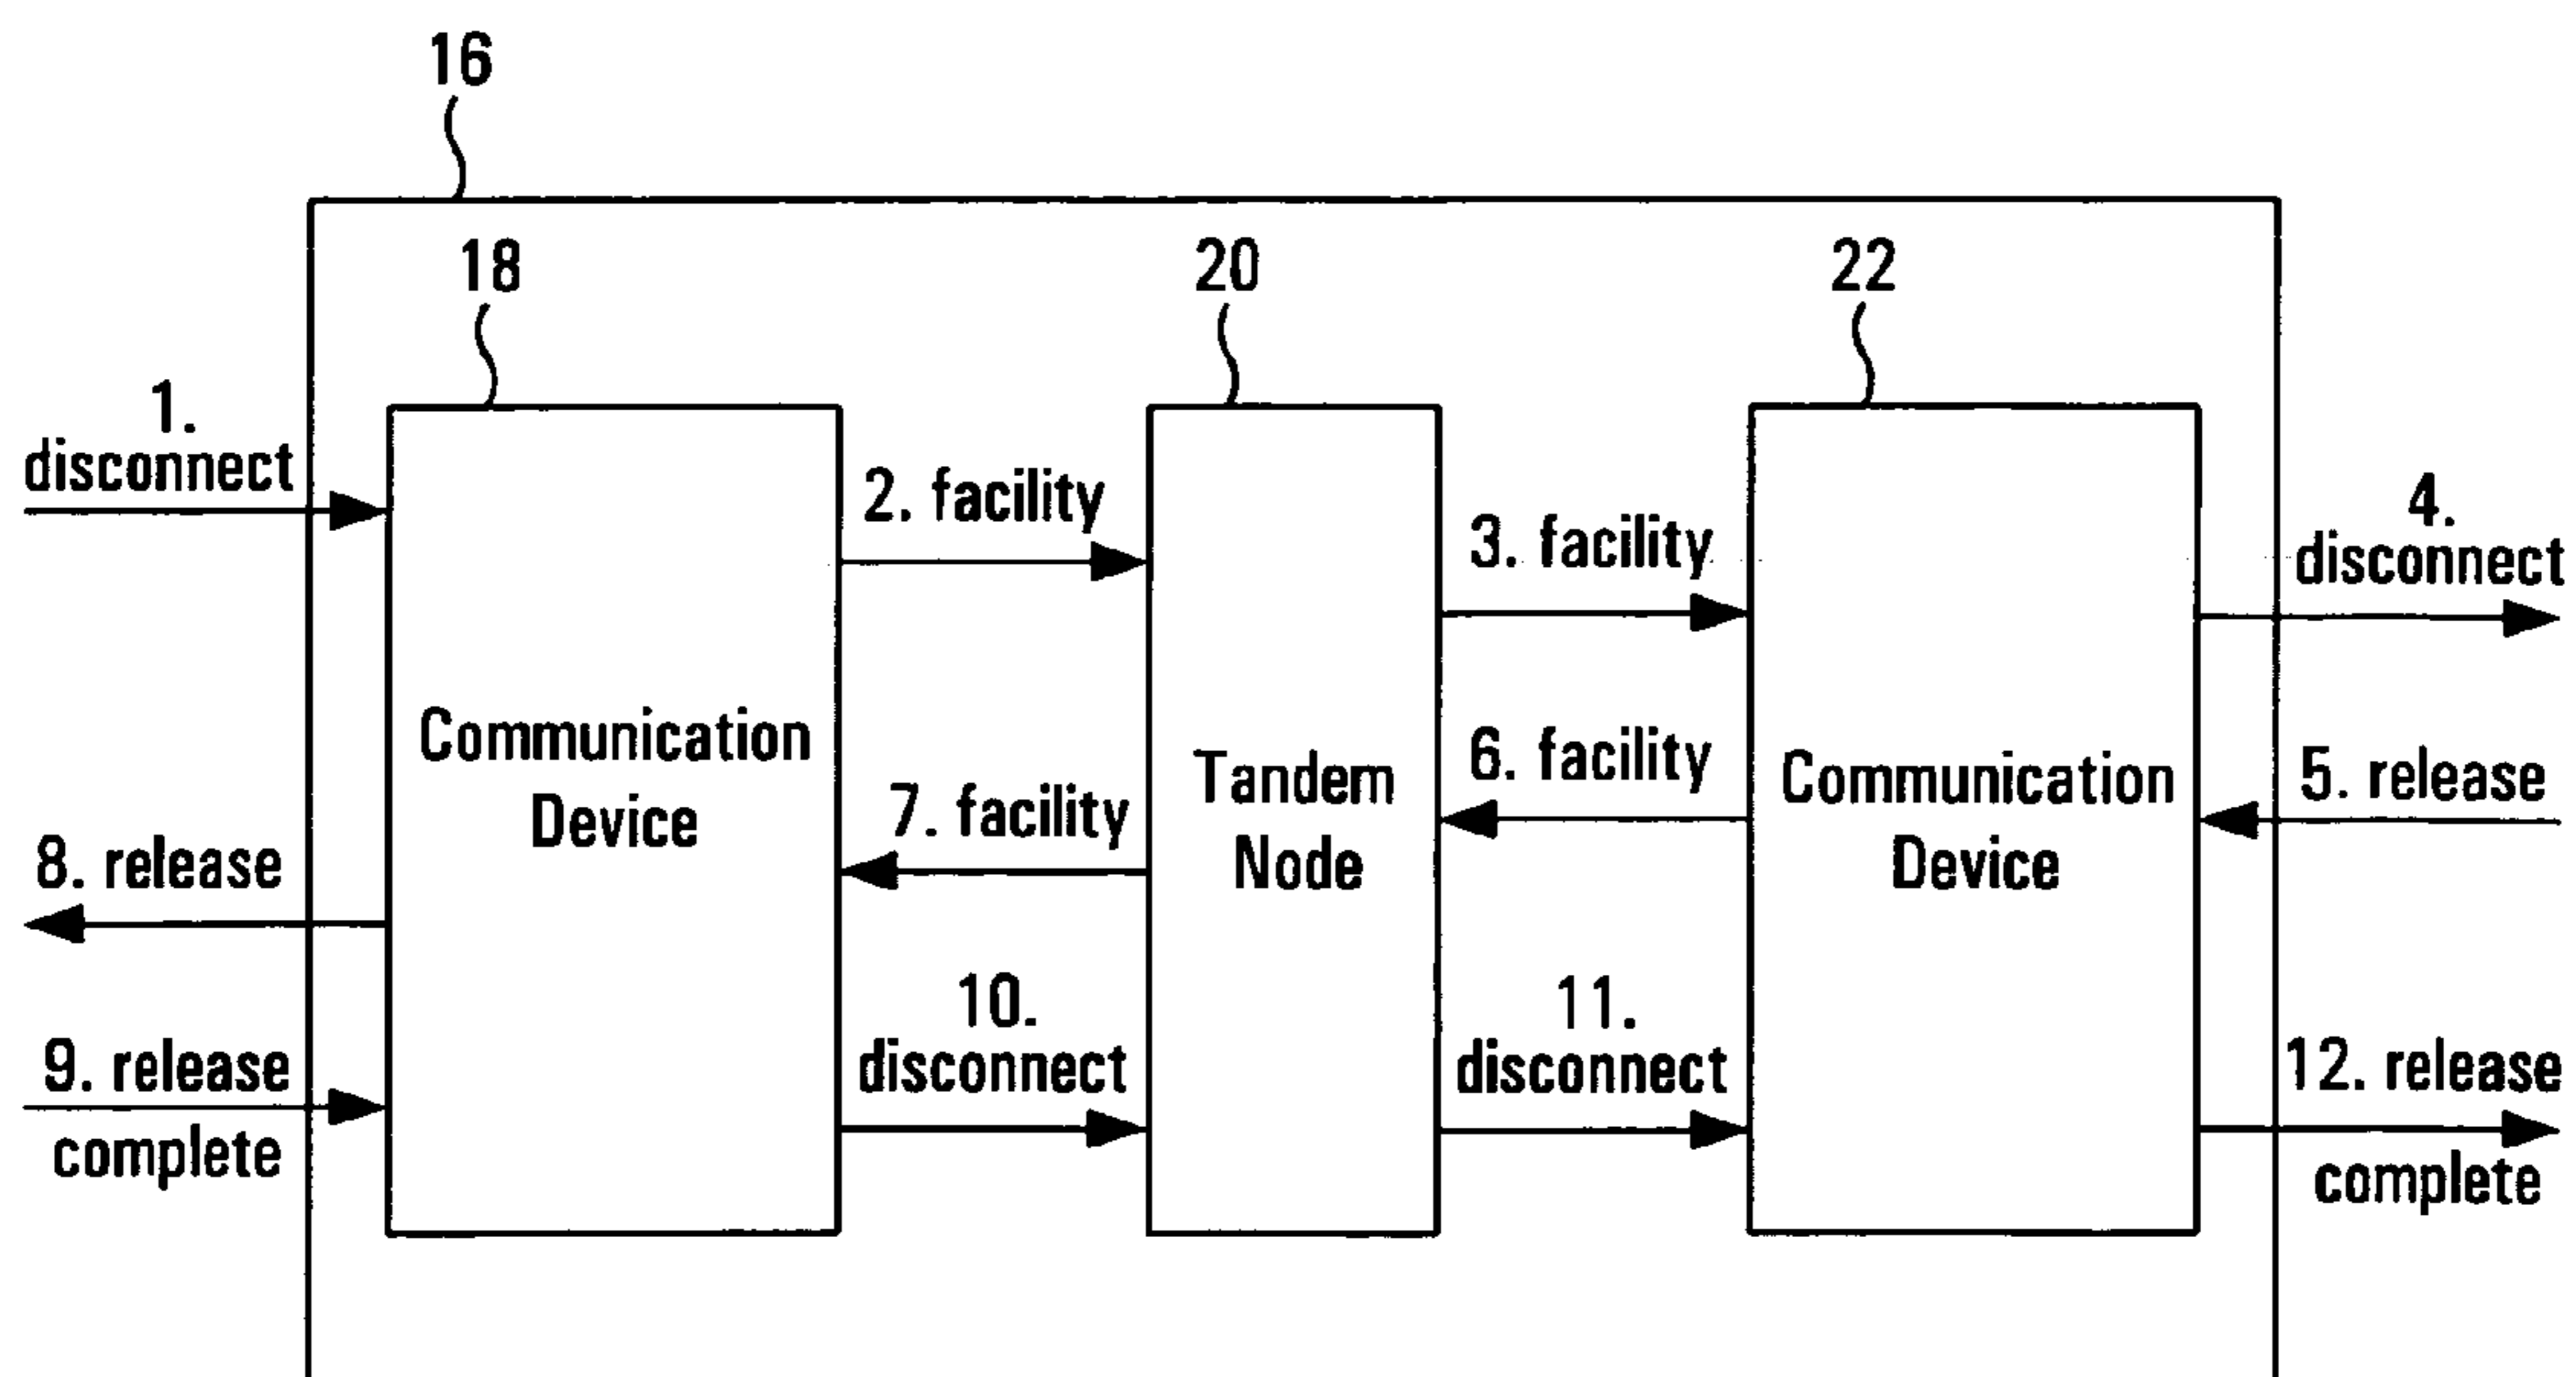 16
18
20
22
1.
disconnect
2. facility
3. facility
4.
disconnect
Communication
Device
Tandem
Node
Communication
Device
6. facility
5. release
7. facility
8. release
10.
disconnect
11.
disconnect
9. release
complete
12. release
complete